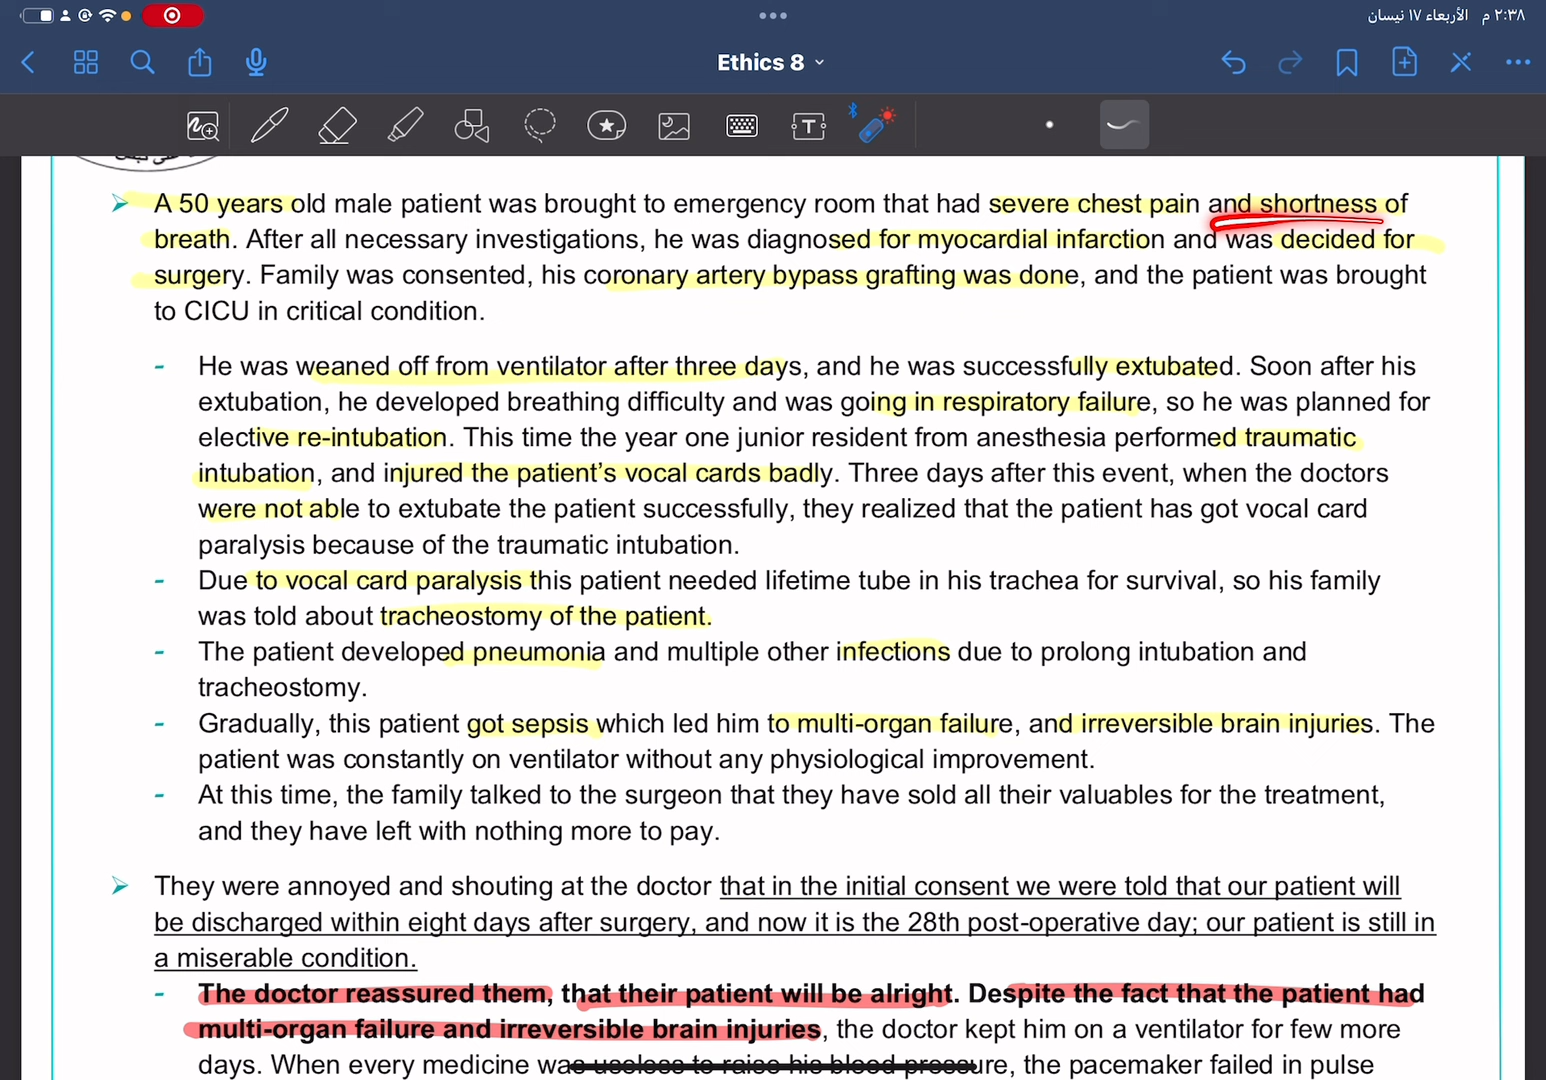 ٢:٣٨ م الأربعاء ١٧ نيسان
Ethics 8
➤ A 50 years old male patient was brought to emergency room that had severe chest pain and shortness of
breath. After all necessary investigations, he was diagnosed for myocardial infarction and was decided for
surgery. Family was consented, his coronary artery bypass grafting was done, and the patient was brought
to CICU in critical condition.
- He was weaned off from ventilator after three days, and he was successfully extubated. Soon after his
extubation, he developed breathing difficulty and was going in respiratory failure, so he was planned for
elective re-intubation. This time the year one junior resident from anesthesia performed traumatic
intubation, and injured the patient’s vocal cards badly. Three days after this event, when the doctors
were not able to extubate the patient successfully, they realized that the patient has got vocal card
paralysis because of the traumatic intubation.
- Due to vocal card paralysis this patient needed lifetime tube in his trachea for survival, so his family
was told about tracheostomy of the patient.
- The patient developed pneumonia and multiple other infections due to prolong intubation and
tracheostomy.
- Gradually, this patient got sepsis which led him to multi-organ failure, and irreversible brain injuries. The
patient was constantly on ventilator without any physiological improvement.
- At this time, the family talked to the surgeon that they have sold all their valuables for the treatment,
and they have left with nothing more to pay.
➤ They were annoyed and shouting at the doctor that in the initial consent we were told that our patient will
be discharged within eight days after surgery, and now it is the 28th post-operative day; our patient is still in
a miserable condition.
- The doctor reassured them, that their patient will be alright. Despite the fact that the patient had
multi-organ failure and irreversible brain injuries, the doctor kept him on a ventilator for few more
days. When every medicine was useless to raise his blood pressure, the pacemaker failed in pulse